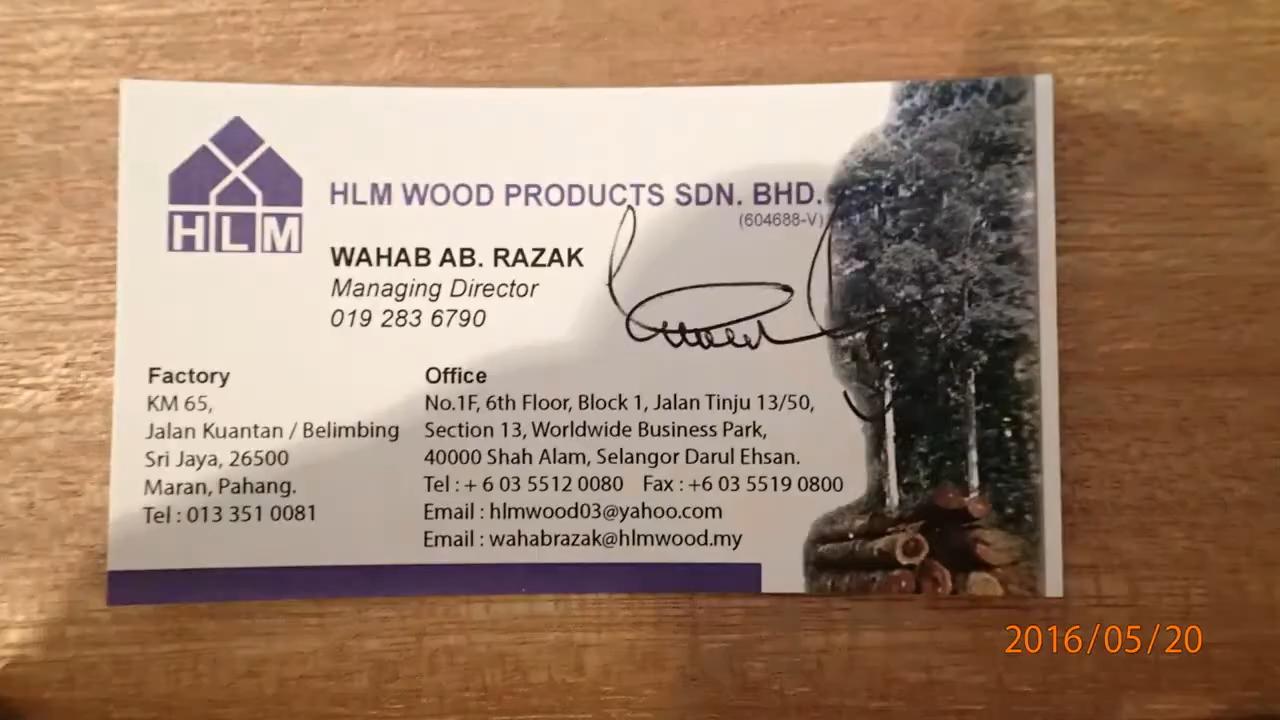 HLM
HLM WOOD PRODUCTS SDN. BHD.
(604688-V)
WAHAB AB. RAZAK
Managing Director
019 283 6790
Factory
KM 65,
Jalan Kuantan / Belimbing
Sri Jaya, 26500
Maran, Pahang.
Tel : 013 351 0081
Office
No.1F, 6th Floor, Block 1, Jalan Tinju 13/50,
Section 13, Worldwide Business Park,
40000 Shah Alam, Selangor Darul Ehsan.
Tel : + 6 03 5512 0080 Fax : +6 03 5519 0800
Email : hlmwood03@yahoo.com
Email : wahabrazak@hlmwood.my
2016/05/20